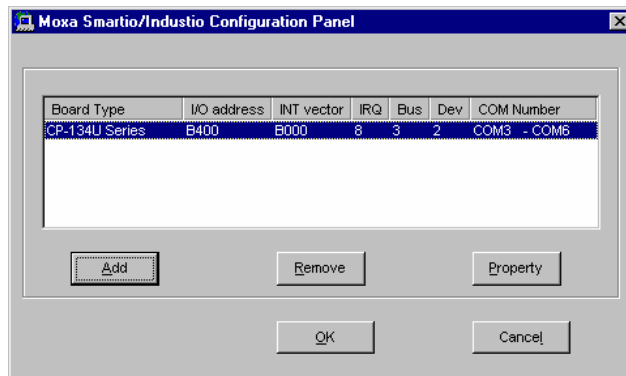 Moxa Smartio/Industio Configuration Panel
Board Type I/O address INT vector IRQ Bus Dev COM Number
CP-134U Series B400 B000 8 3 2 COM3 - COM6
Add Remove Property
OK Cancel